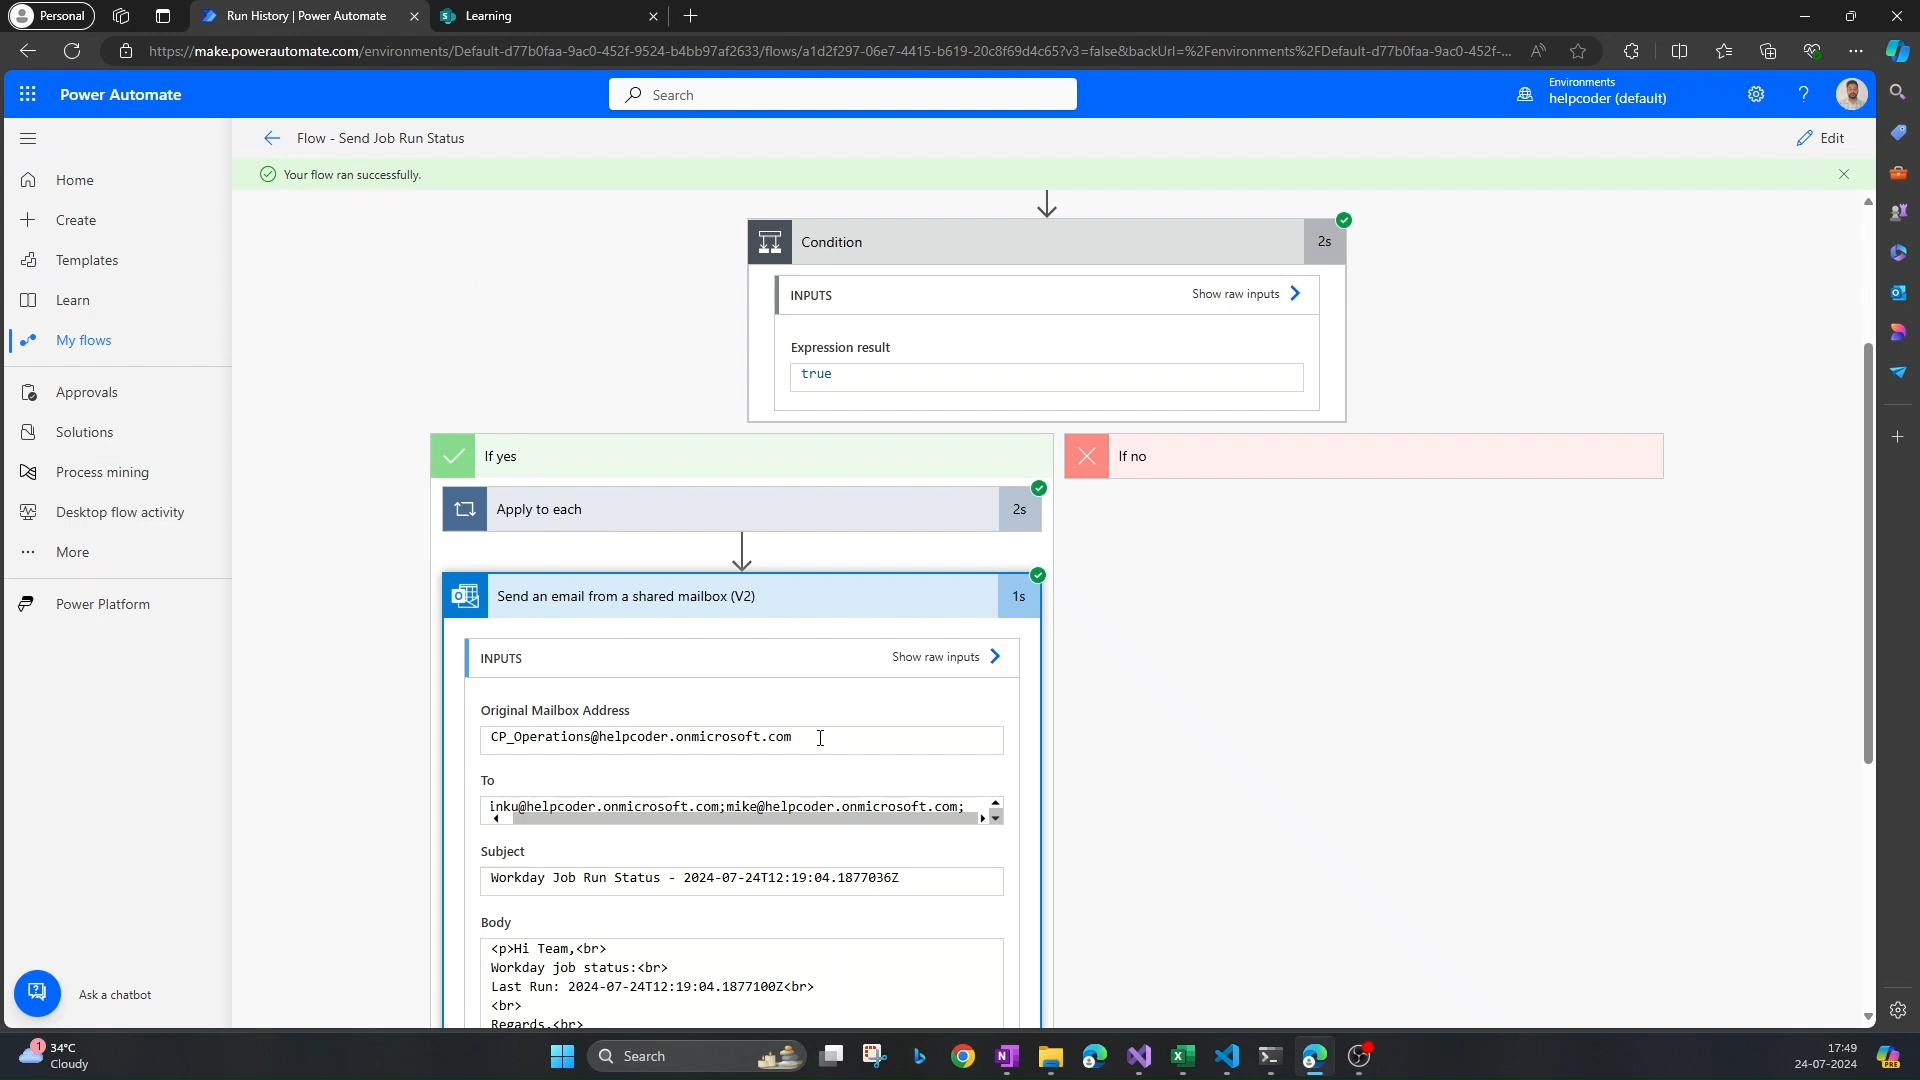 Personal
Run History | Power Automate
Learning
https://make.powerautomate.com/environments/Default-d77b0faa-9ac0-452f-9524-b4bb97af2633/flows/a1d2f297-06e7-4415-b619-20c8f69d4c65?v3=false&backUrl=%2Fenvironments%2FDefault-d77b0faa-9ac0-452f-...
Power Automate
Search
Environments
helpcoder (default)
Flow - Send Job Run Status
Edit
Your flow ran successfully.
Home
Create
Templates
Learn
My flows
Approvals
Solutions
Process mining
Desktop flow activity
More
Power Platform
Ask a chatbot
Condition
2s
INPUTS
Show raw inputs
Expression result
true
If yes
If no
Apply to each
2s
Send an email from a shared mailbox (V2)
1s
INPUTS
Show raw inputs
Original Mailbox Address
CP_Operations@helpcoder.onmicrosoft.com
To
inku@helpcoder.onmicrosoft.com;mike@helpcoder.onmicrosoft.com;
Subject
Workday Job Run Status - 2024-07-24T12:19:04.1877036Z
Body
<p>Hi Team,<br>
Workday job status:<br>
Last Run: 2024-07-24T12:19:04.1877100Z<br>
<br>
Regards,<br>
1
34°C
Cloudy
Search
17:49
24-07-2024
PRE